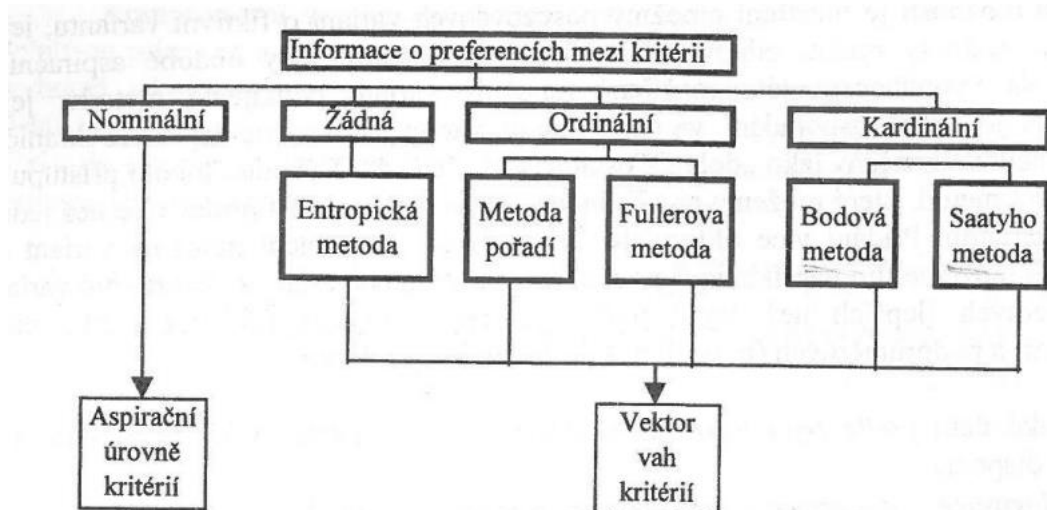 Informace o preferencích mezi kritérii
Nominální
Žádná
Ordinální
Kardinální
Entropická
metoda
Metoda
pořadí
Fullerova
metoda
Bodová
metoda
Saatyho
metoda
Aspirační
úrovně
kritérií
Vektor
vah
kritérií